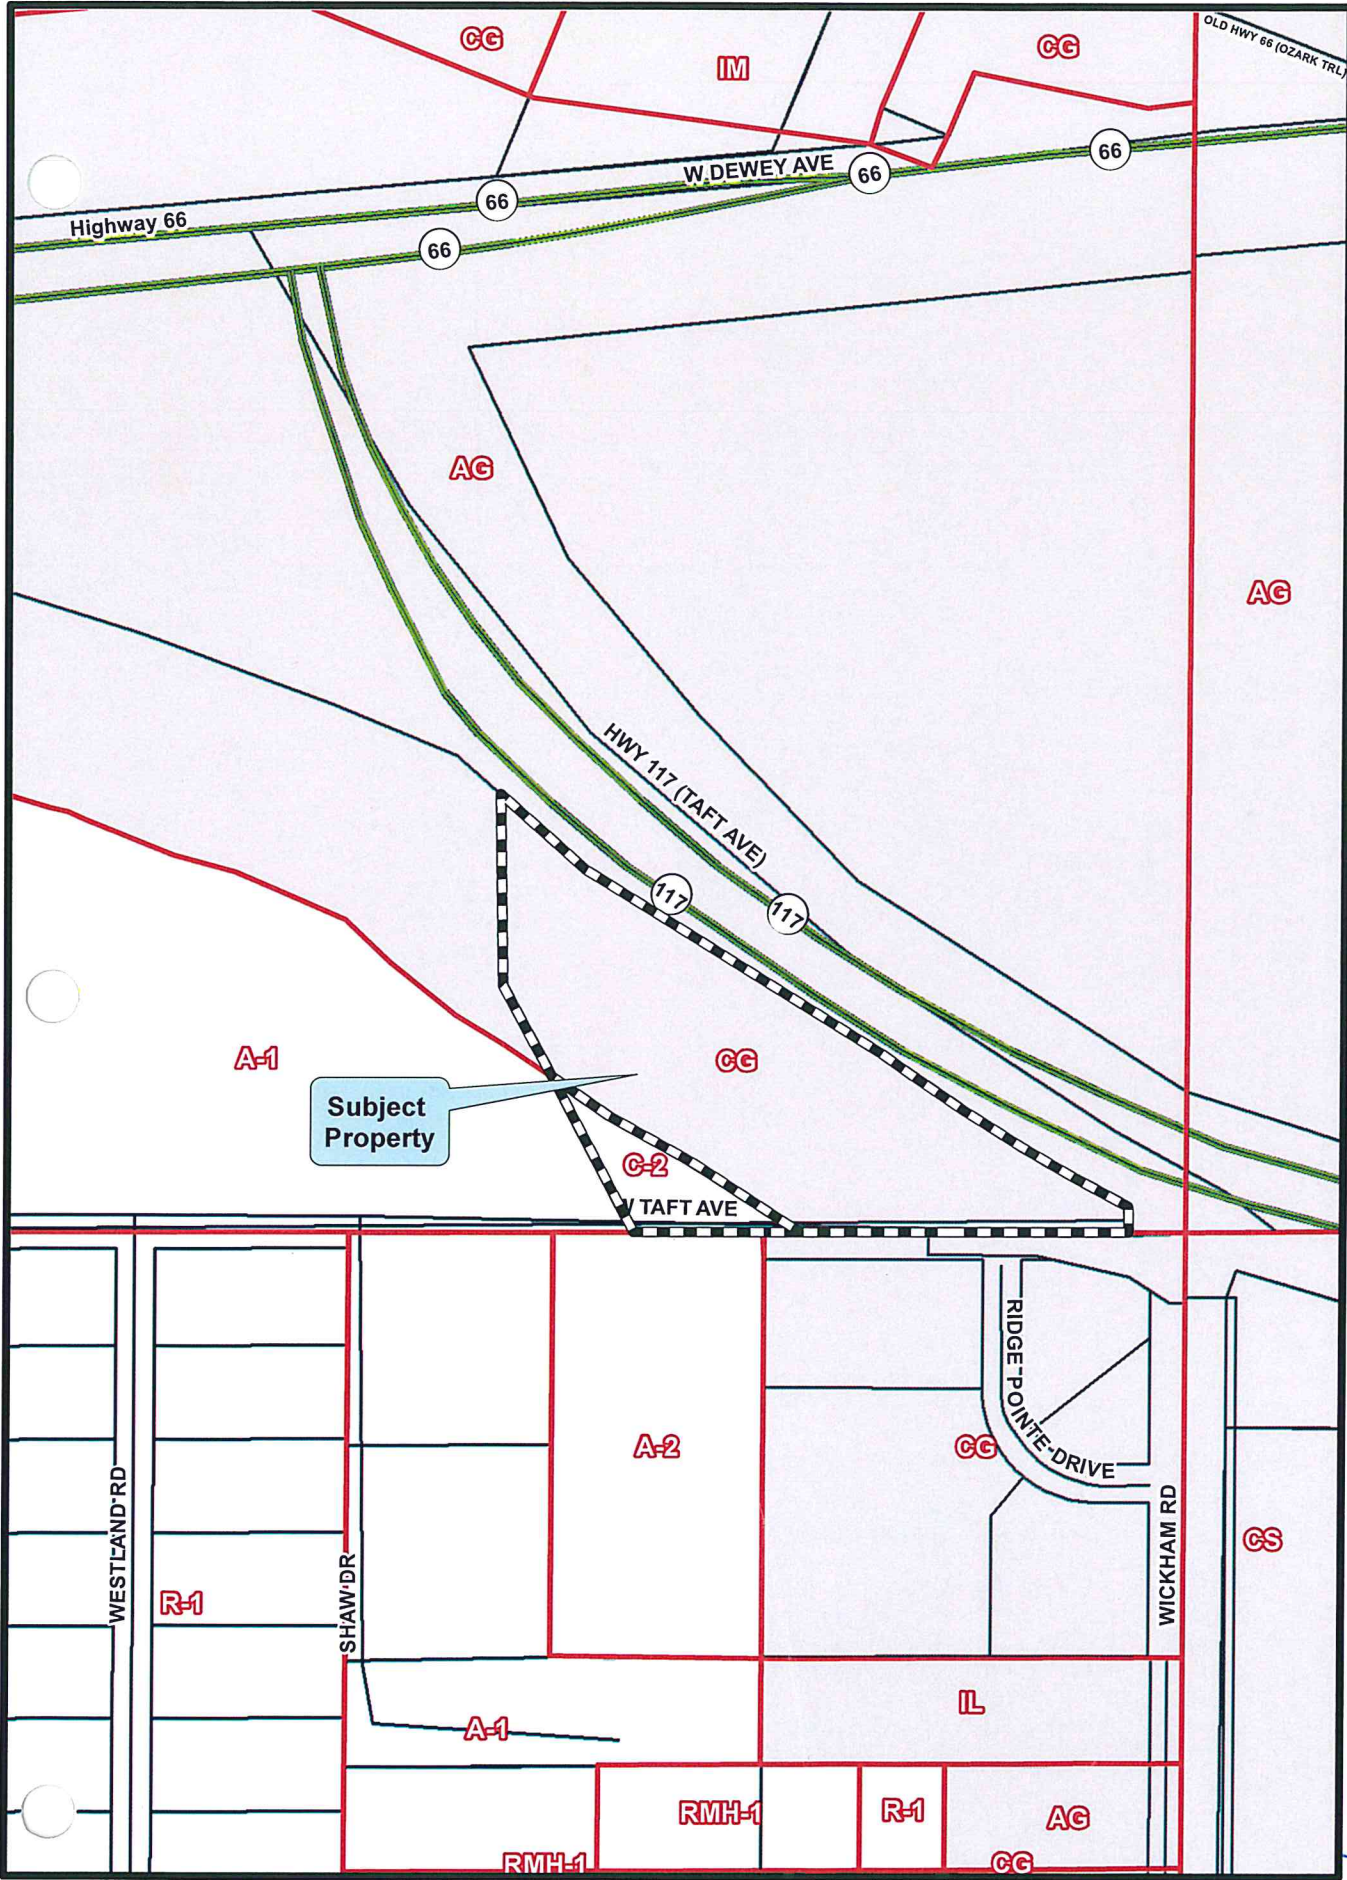 CG
IM
CG
OLD HWY 66 (OZARK TRL)
66
W DEWEY AVE
66
66
Highway 66
66
AG
AG
HWY 117 (TAFT AVE)
117
117
A-1
CG
Subject
Property
C-2
TAFT AVE
RIDGE POINTE DRIVE
A-2
CG
WESTLAND RD
WICKHAM RD
CS
SHAW DR
R-1
IL
A-1
RMH-1
R-1
AG
RMH-1
CG